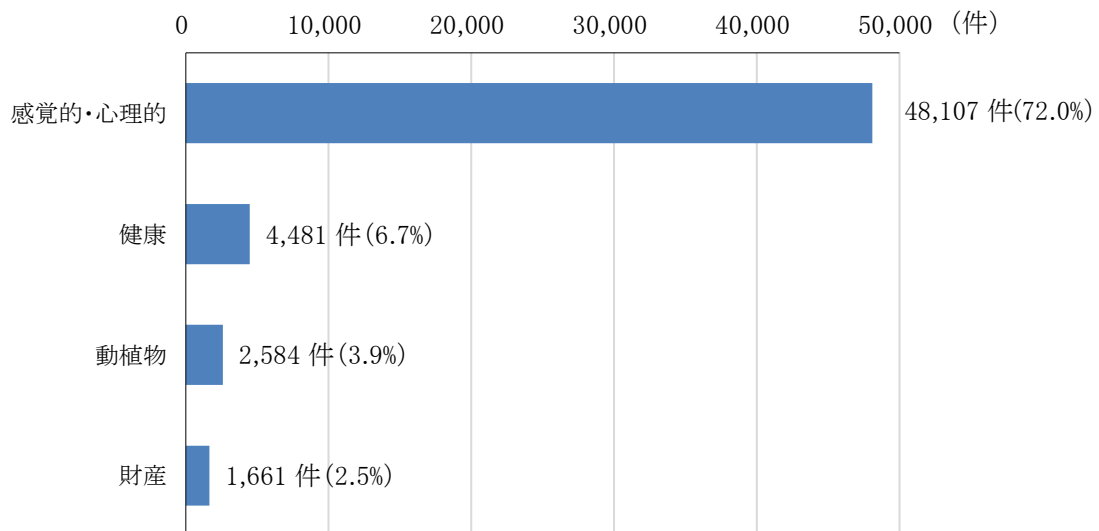 0 10,000 20,000 30,000 40,000 50,000 (件)
感覚的・心理的 48,107 件(72.0%)
健康 4,481 件(6.7%)
動植物 2,584 件(3.9%)
財産 1,661 件(2.5%)